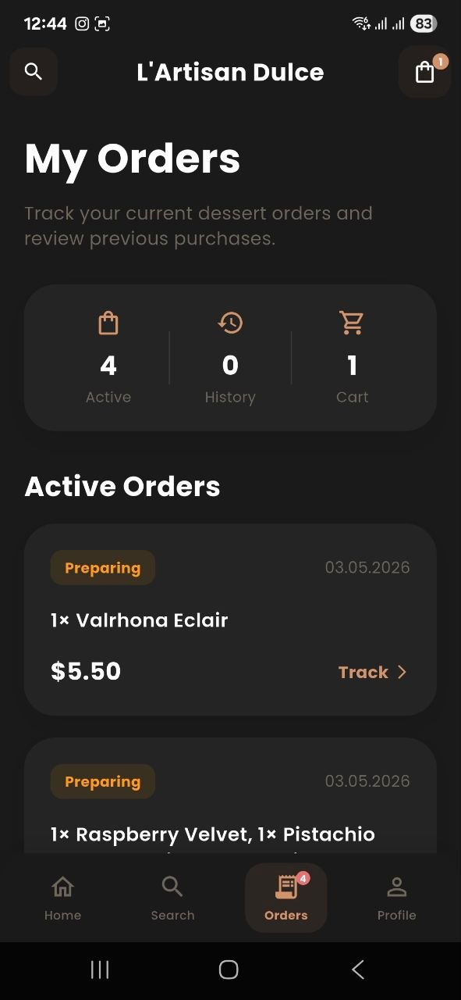 12:44
83
L'Artisan Dulce
1
My Orders
Track your current dessert orders and
review previous purchases.
4
0
1
Active
History
Cart
Active Orders
Preparing
03.05.2026
1× Valrhona Eclair
$5.50
Track
Preparing
03.05.2026
1× Raspberry Velvet, 1× Pistachio
4
Home
Search
Orders
Profile